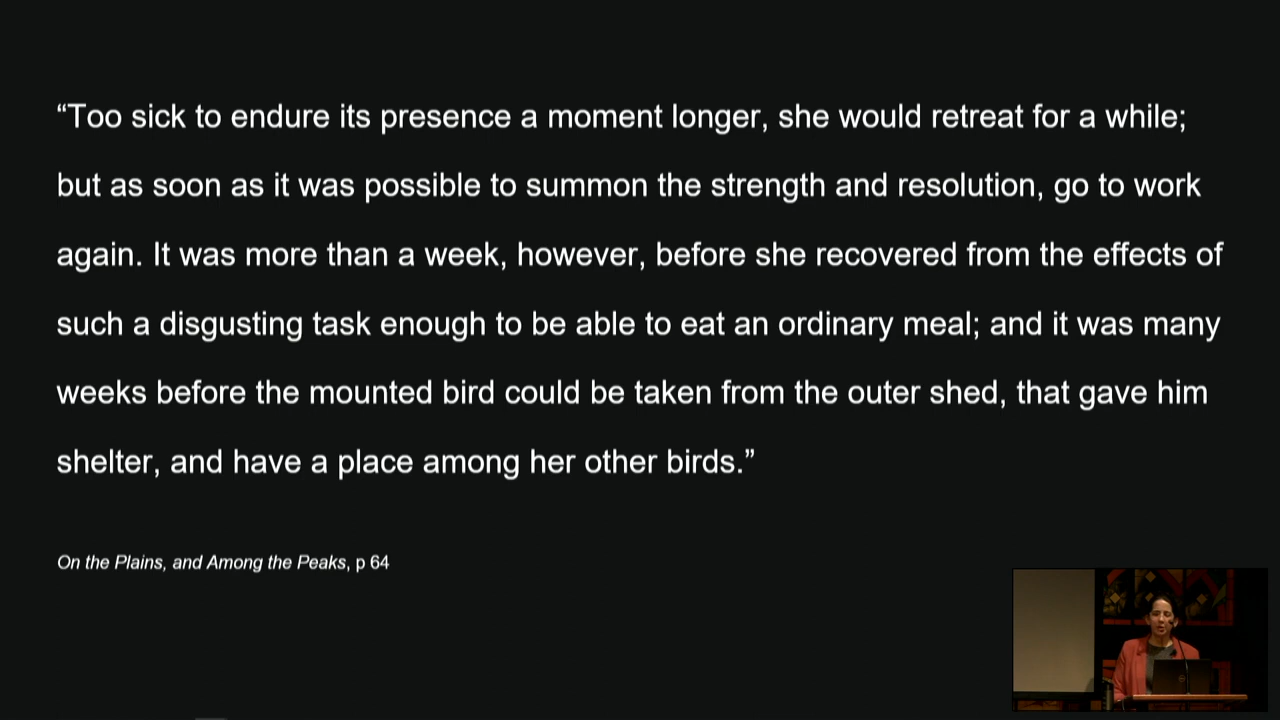 “Too sick to endure its presence a moment longer, she would retreat for a while;
but as soon as it was possible to summon the strength and resolution, go to work
again. It was more than a week, however, before she recovered from the effects of
such a disgusting task enough to be able to eat an ordinary meal; and it was many
weeks before the mounted bird could be taken from the outer shed, that gave him
shelter, and have a place among her other birds.”
On the Plains, and Among the Peaks, p 64